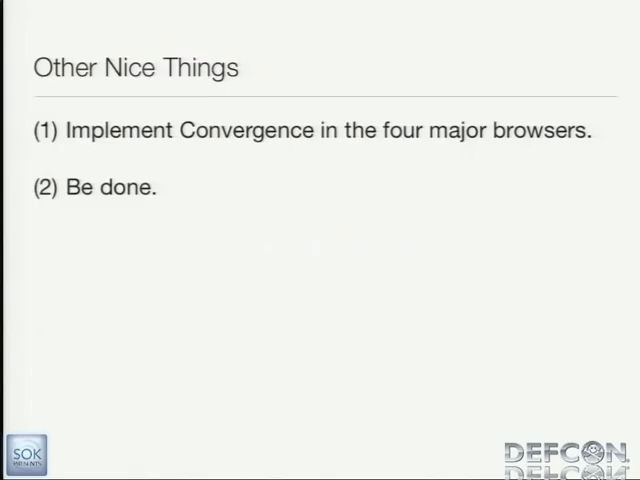 Other Nice Things
(1) Implement Convergence in the four major browsers.
(2) Be done.
SOK
DEFCON